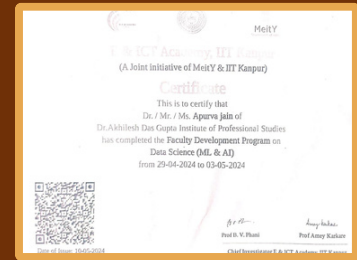 MeitY
E & ICT Academy, IIT Kanpur
(A Joint initiative of MeitY & IIT Kanpur)
Certificate
This is to certify that
Dr. / Mr. / Ms. Apurva jain of
Dr.Akhilesh Das Gupta Institute of Professional Studies
has completed the Faculty Development Program on
Data Science (ML & AI)
from 29-04-2024 to 03-05-2024
Prof B. V. Phani
Prof Amey Karkare
Date of Issue: 10-05-2024
Chief Investigator E & ICT Academy, IIT Kanpur